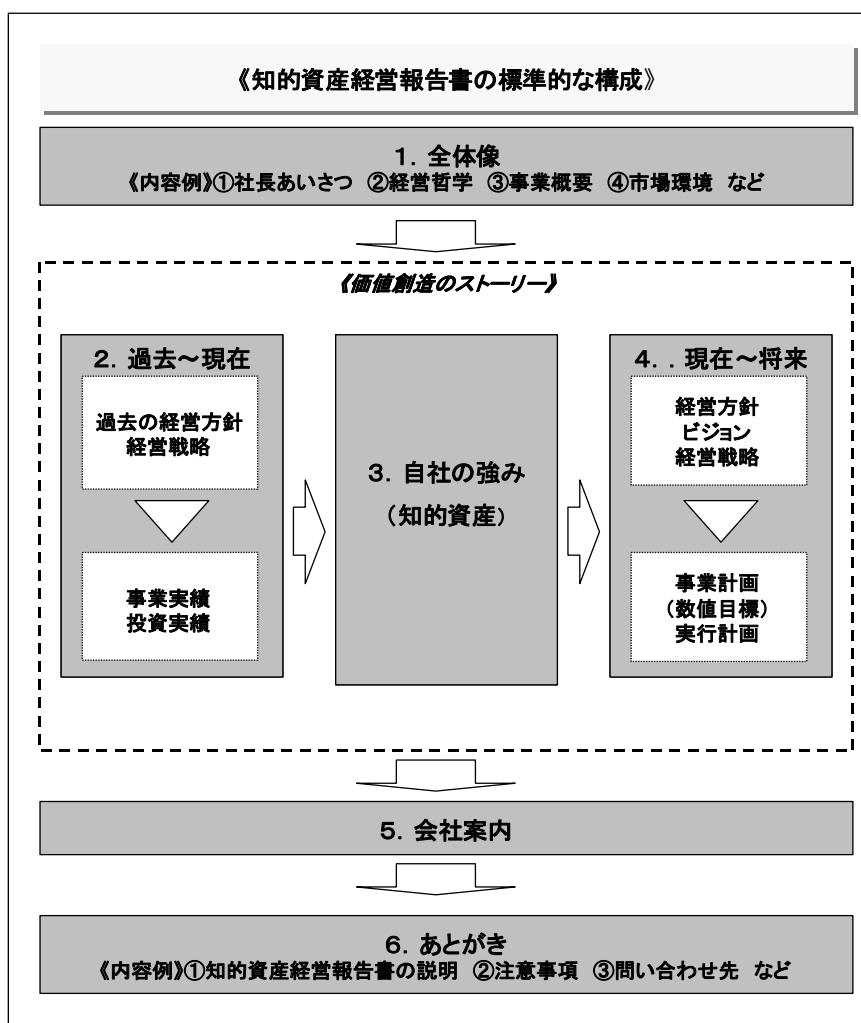 《知的資産経営報告書の標準的な構成》
１．全体像
《内容例》①社長あいさつ ②経営哲学 ③事業概要 ④市場環境 など
《価値創造のストーリー》
２．過去～現在
過去の経営方針
経営戦略
事業実績
投資実績
３．自社の強み
（知的資産）
４．．現在～将来
経営方針
ビジョン
経営戦略
事業計画
（数値目標）
実行計画
５．会社案内
６．あとがき
《内容例》①知的資産経営報告書の説明 ②注意事項 ③問い合わせ先 など